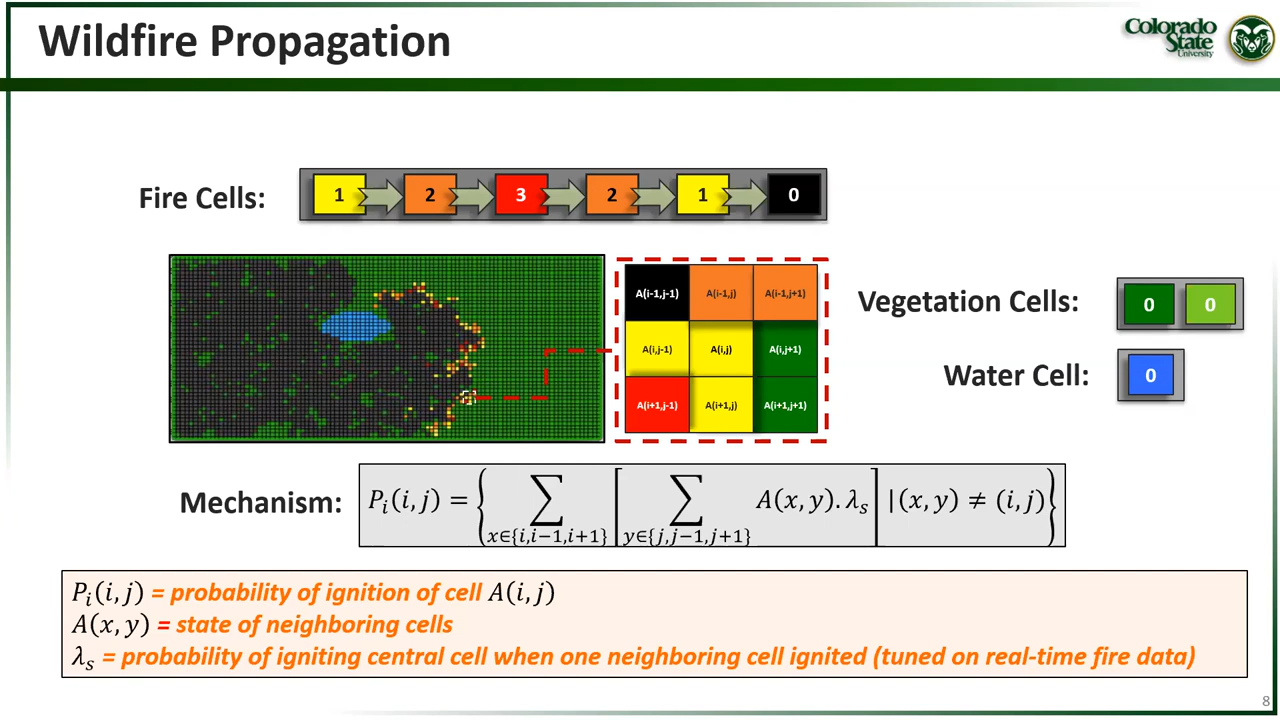 Wildfire Propagation
Colorado
State
University
Fire Cells:
1 2 3 2 1 0
A(i-1,j-1) A(i-1,j) A(i-1,j+1)
A(i,j-1) A(i,j) A(i,j+1)
A(i+1,j-1) A(i+1,j) A(i+1,j+1)
Vegetation Cells:
0 0
Water Cell:
0
Mechanism:
P_i(i, j) = { ∑_{x∈{i,i−1,i+1}} [ ∑_{y∈{j,j−1,j+1}} A(x, y). λ_s ] |(x, y) ≠ (i, j) }
P_i(i, j) = probability of ignition of cell A(i, j)
A(x, y) = state of neighboring cells
λ_s = probability of igniting central cell when one neighboring cell ignited (tuned on real-time fire data)
8